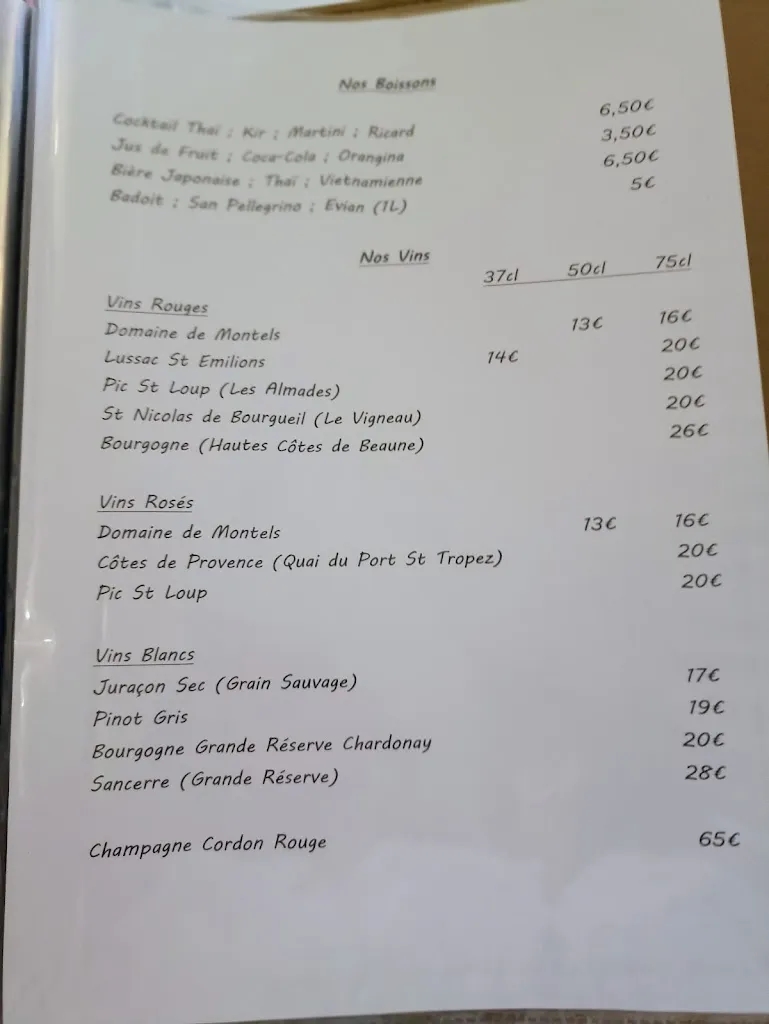 Nos Boissons
Cocktail Thaï ; Kir ; Martini ; Ricard 6,50€
Jus de Fruit ; Coca-Cola ; Orangina 3,50€
Bière Japonaise ; Thaï ; Vietnamienne 6,50€
Badoit ; San Pellegrino ; Evian (1L) 5€
Nos Vins
37cl 50cl 75cl
Vins Rouges
Domaine de Montels 13€ 16€
Lussac St Emilions 14€ 20€
Pic St Loup (Les Almades) 20€
St Nicolas de Bourgueil (Le Vigneau) 20€
Bourgogne (Hautes Côtes de Beaune) 26€
Vins Rosés
Domaine de Montels 13€ 16€
Côtes de Provence (Quai du Port St Tropez) 20€
Pic St Loup 20€
Vins Blancs
Juraçon Sec (Grain Sauvage) 17€
Pinot Gris 19€
Bourgogne Grande Réserve Chardonay 20€
Sancerre (Grande Réserve) 28€
Champagne Cordon Rouge 65€